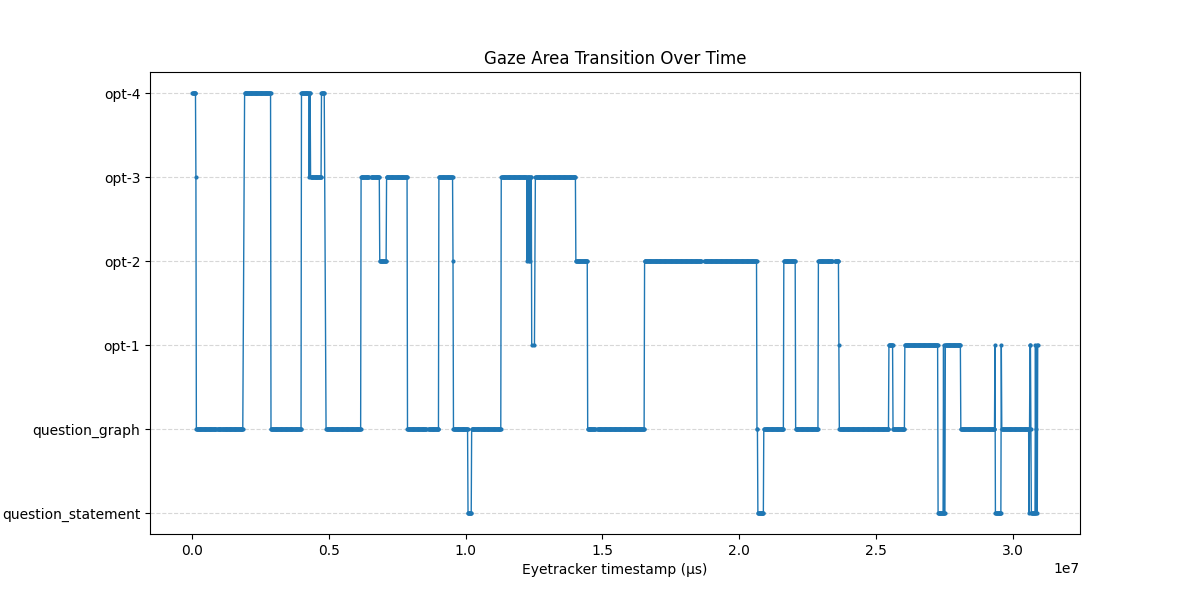 Gaze Area Transition Over Time
opt-4
opt-3
opt-2
opt-1
question_graph
question_statement
0.0 0.5 1.0 1.5 2.0 2.5 3.0
1e7
Eyetracker timestamp (μs)